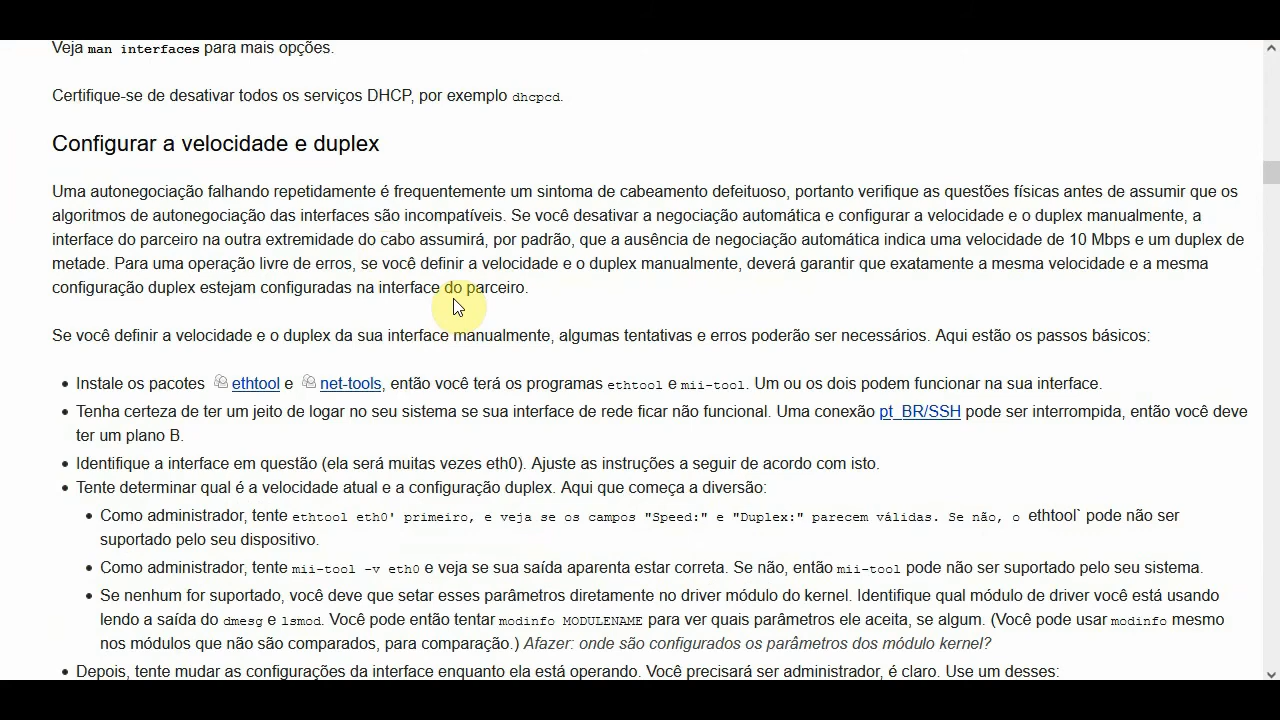 Veja man interfaces para mais opções.
Certifique-se de desativar todos os serviços DHCP, por exemplo dhcpcd.
Configurar a velocidade e duplex
Uma autonegociação falhando repetidamente é frequentemente um sintoma de cabeamento defeituoso, portanto verifique as questões físicas antes de assumir que os
algoritmos de autonegociação das interfaces são incompatíveis. Se você desativar a negociação automática e configurar a velocidade e o duplex manualmente, a
interface do parceiro na outra extremidade do cabo assumirá, por padrão, que a ausência de negociação automática indica uma velocidade de 10 Mbps e um duplex de
metade. Para uma operação livre de erros, se você definir a velocidade e o duplex manualmente, deverá garantir que exatamente a mesma velocidade e a mesma
configuração duplex estejam configuradas na interface do parceiro.
Se você definir a velocidade e o duplex da sua interface manualmente, algumas tentativas e erros poderão ser necessários. Aqui estão os passos básicos:
• Instale os pacotes ethtool e net-tools, então você terá os programas ethtool e mii-tool. Um ou os dois podem funcionar na sua interface.
• Tenha certeza de ter um jeito de logar no seu sistema se sua interface de rede ficar não funcional. Uma conexão pt_BR/SSH pode ser interrompida, então você deve
ter um plano B.
• Identifique a interface em questão (ela será muitas vezes eth0). Ajuste as instruções a seguir de acordo com isto.
• Tente determinar qual é a velocidade atual e a configuração duplex. Aqui que começa a diversão:
• Como administrador, tente ethtool eth0' primeiro, e veja se os campos "Speed:" e "Duplex:" parecem válidas. Se não, o ethtool` pode não ser
suportado pelo seu dispositivo.
• Como administrador, tente mii-tool -v eth0 e veja se sua saída aparenta estar correta. Se não, então mii-tool pode não ser suportado pelo seu sistema.
• Se nenhum for suportado, você deve que setar esses parâmetros diretamente no driver módulo do kernel. Identifique qual módulo de driver você está usando
lendo a saída do dmesg e lsmod. Você pode então tentar modinfo MODULENAME para ver quais parâmetros ele aceita, se algum. (Você pode usar modinfo mesmo
nos módulos que não são comparados, para comparação.) Afazer: onde são configurados os parâmetros dos módulo kernel?
• Depois, tente mudar as configurações da interface enquanto ela está operando. Você precisará ser administrador, é claro. Use um desses: